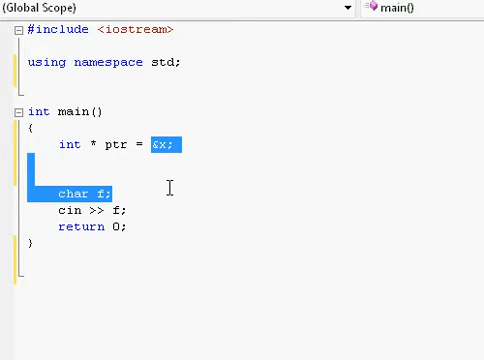 (Global Scope)
main()
#include <iostream>
using namespace std;
int main()
{
int * ptr = &x;
char f;
cin >> f;
return 0;
}